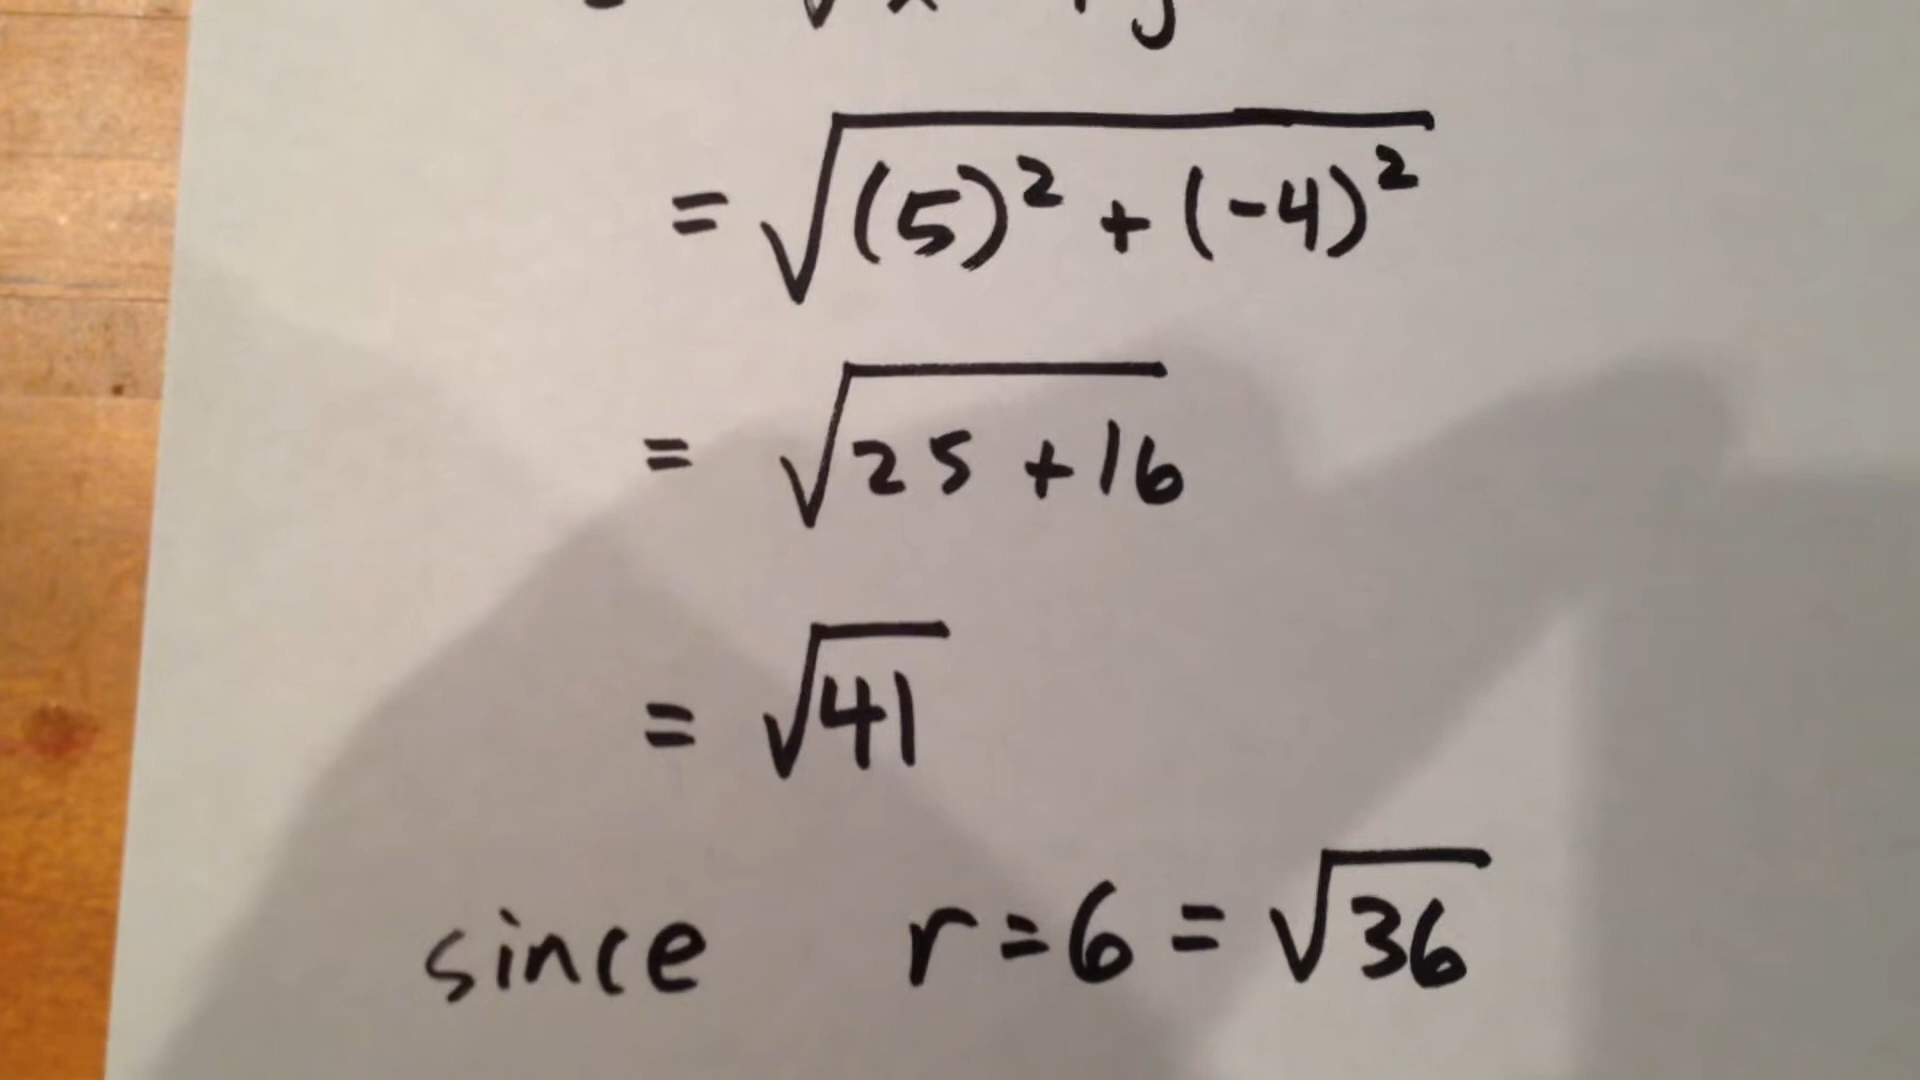 = √(5)² + (-4)²
= √25 + 16
= √41
since r = 6 = √36